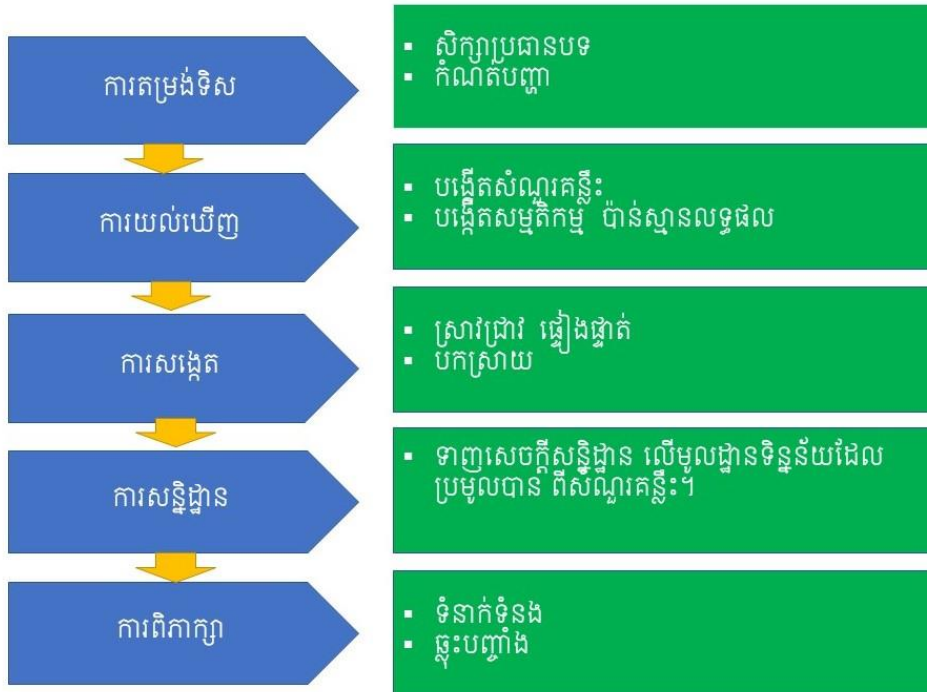 ការតម្រង់ទិស
▪ សិក្សាប្រធានបទ
▪ កំណត់បញ្ហា
ការយល់ឃើញ
▪ បង្កើតសំណួរគន្លឹះ
▪ បង្កើតសម្មតិកម្ម ប៉ាន់ស្មានលទ្ធផល
ការសង្កេត
▪ ស្រាវជ្រាវ ផ្ទៀងផ្ទាត់
▪ បកស្រាយ
ការសន្និដ្ឋាន
▪ ទាញសេចក្តីសន្និដ្ឋាន លើមូលដ្ឋានទិន្នន័យដែល
ប្រមូលបាន ពីសំណួរគន្លឹះ។
ការពិភាក្សា
▪ ទំនាក់ទំនង
▪ ឆ្លុះបញ្ចាំង